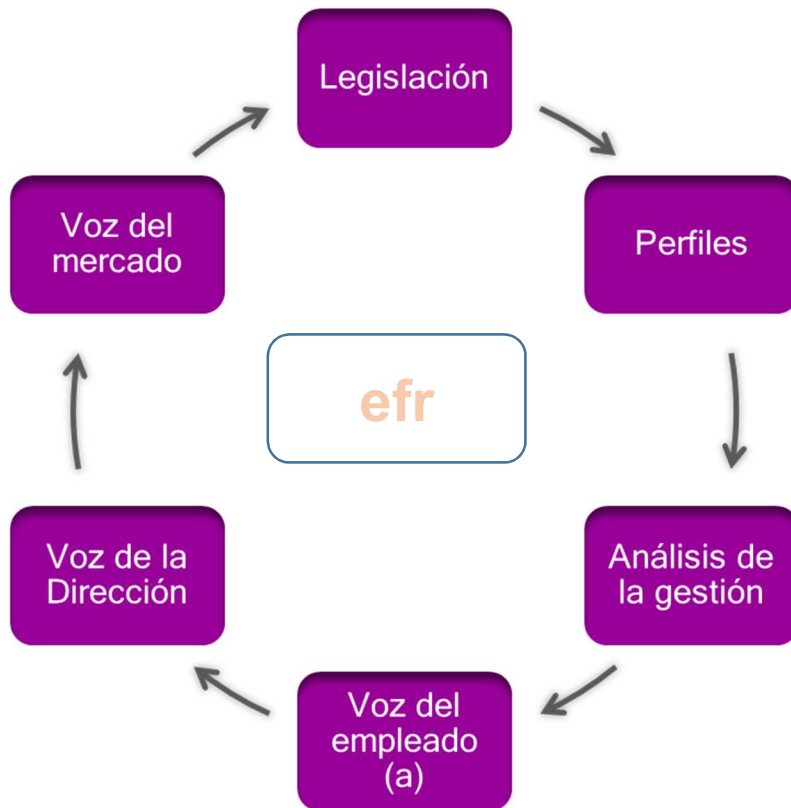 Legislación
Perfiles
Análisis de
la gestión
Voz del
empleado
(a)
Voz de la
Dirección
Voz del
mercado
efr